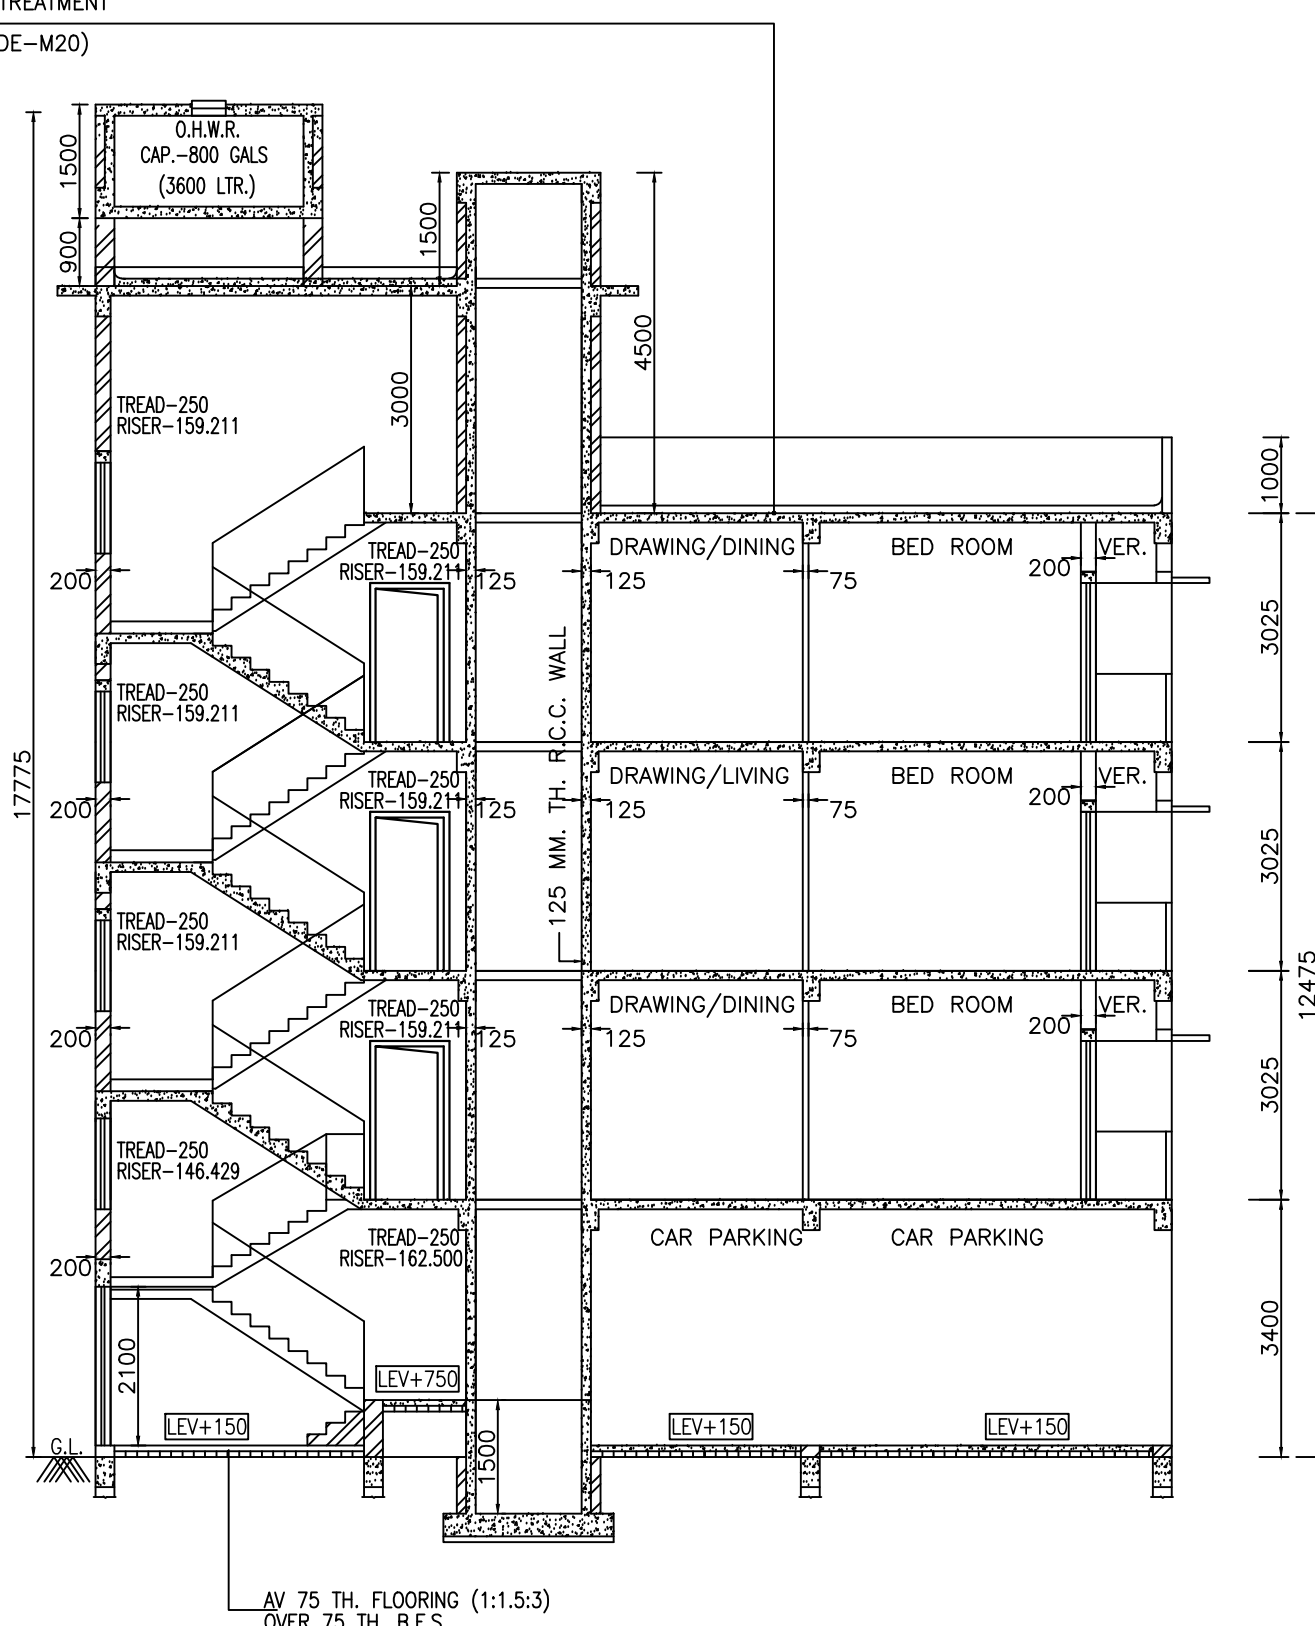 TREATMENT
DE-M20)
O.H.W.R.
CAP.-800 GALS
(3600 LTR.)
1500
900
1500
4500
3000
TREAD-250
RISER-159.211
1000
TREAD-250
RISER-159.211
DRAWING/DINING
BED ROOM
VER.
200
125
125
75
200
3025
TREAD-250
RISER-159.211
125 MM. TH. R.C.C. WALL
17775
TREAD-250
RISER-159.211
DRAWING/LIVING
BED ROOM
VER.
200
125
125
75
200
3025
TREAD-250
RISER-159.211
12475
TREAD-250
RISER-159.211
DRAWING/DINING
BED ROOM
VER.
200
125
125
75
200
3025
TREAD-250
RISER-146.429
TREAD-250
RISER-162.500
CAR PARKING
CAR PARKING
200
2100
3400
LEV+750
LEV+150
LEV+150
LEV+150
G.L.
1500
AV 75 TH. FLOORING (1:1.5:3)
OVER 75 TH. B.F.S.